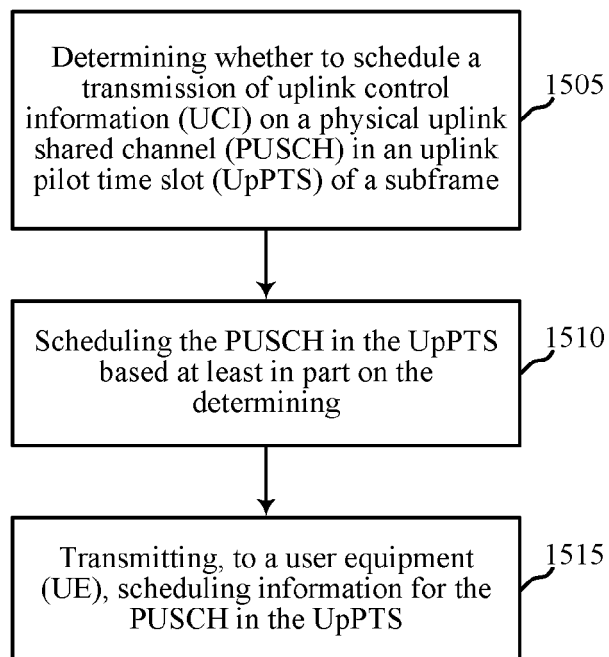 Determining whether to schedule a
transmission of uplink control
information (UCI) on a physical uplink
shared channel (PUSCH) in an uplink
pilot time slot (UpPTS) of a subframe
1505
Scheduling the PUSCH in the UpPTS
based at least in part on the
determining
1510
Transmitting, to a user equipment
(UE), scheduling information for the
PUSCH in the UpPTS
1515